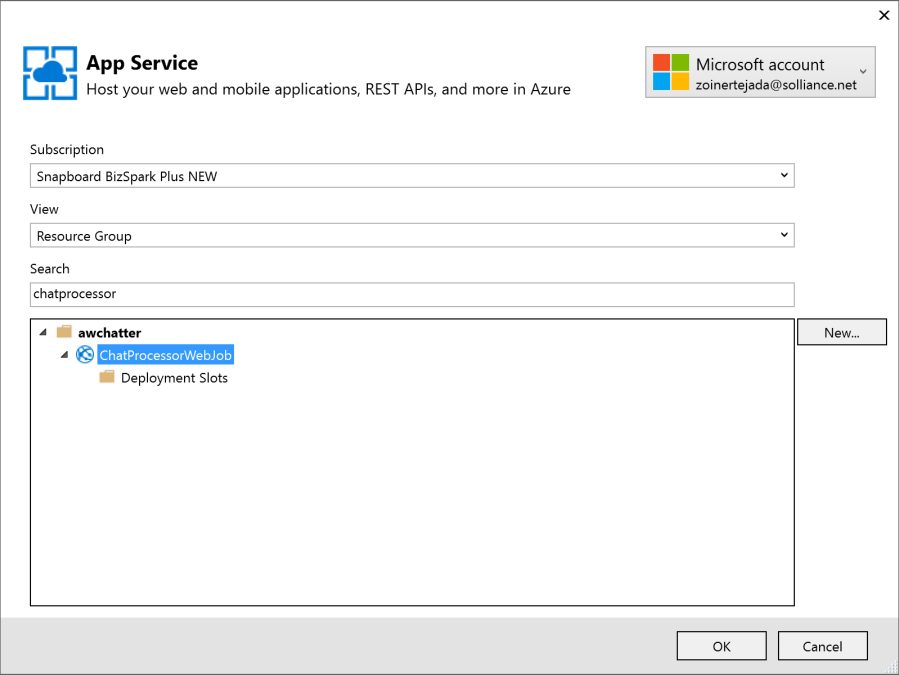 App Service
Host your web and mobile applications, REST APIs, and more in Azure
Microsoft account
zoinertejada@solliance.net
Subscription
Snapboard BizSpark Plus NEW
View
Resource Group
Search
chatprocessor
awchatter
New...
ChatProcessorWebJob
Deployment Slots
OK
Cancel